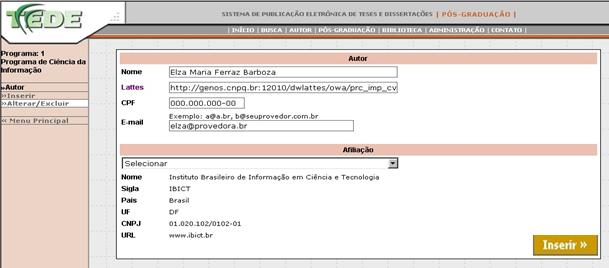 TEDE
SISTEMA DE PUBLICAÇÃO ELETRÔNICA DE TESES E DISSERTAÇÕES | PÓS-GRADUAÇÃO |
| INÍCIO | BUSCA | AUTOR | PÓS-GRADUAÇÃO | BIBLIOTECA | ADMINISTRAÇÃO | CONTATO |
Programa: 1
Programa de Ciência da
Informação
»Autor
»Inserir
»Alterar/Excluir
« Menu Principal
Autor
Nome Elza Maria Ferraz Barboza
Lattes http://genos.cnpq.br:12010/dwlattes/owa/prc_imp_cv
CPF 000.000.000-00
Exemplo: a@a.br, b@seuprovedor.com.br
E-mail elza@provedora.br
Afiliação
Selecionar
Nome Instituto Brasileiro de Informação em Ciência e Tecnologia
Sigla IBICT
País Brasil
UF DF
CNPJ 01.020.102/0102-01
URL www.ibict.br
Inserir »